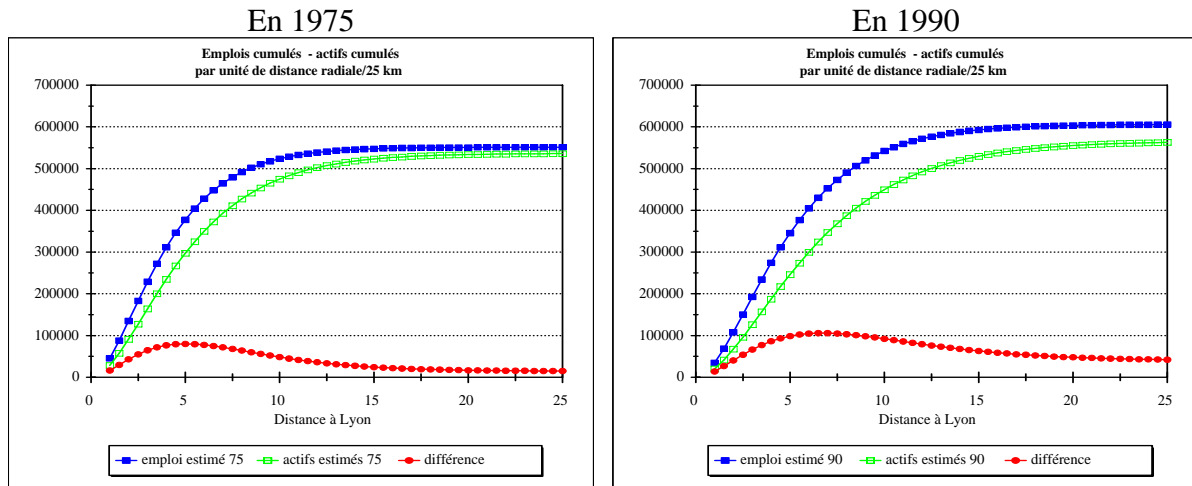 En 1975
Emplois cumulés - actifs cumulés
par unité de distance radiale/25 km
700000
600000
500000
400000
300000
200000
100000
0
0 5 10 15 20 25
Distance à Lyon
emploi estimé 75 actifs estimés 75 différence
En 1990
Emplois cumulés - actifs cumulés
par unité de distance radiale/25 km
700000
600000
500000
400000
300000
200000
100000
0
0 5 10 15 20 25
Distance à Lyon
emploi estimé 90 actifs estimés 90 différence